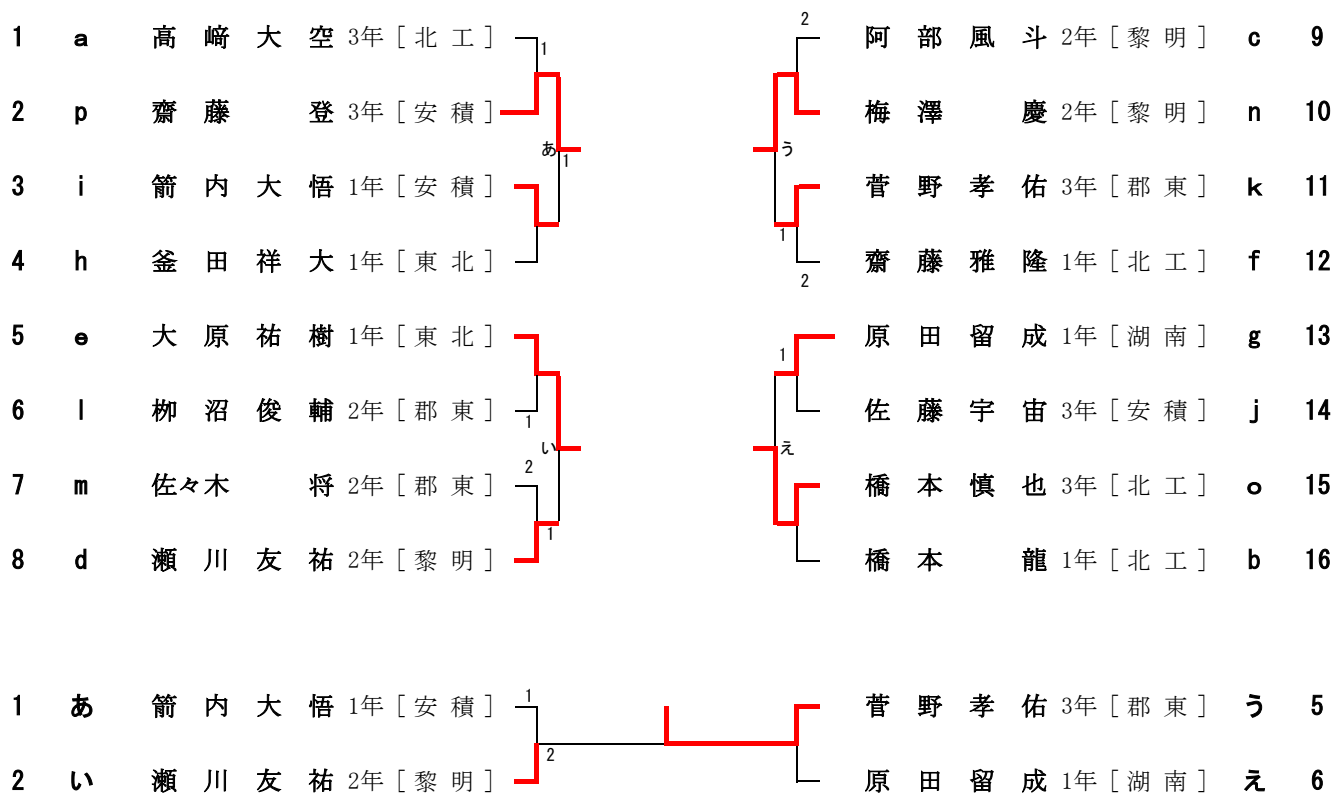 1 a 高﨑大空 3年［北 工］ 1 2 阿部風斗 2年［黎 明］ c 9
2 p 齋藤 登 3年［安 積］ 梅澤 慶 2年［黎 明］ n 10
あ 1 う
3 i 箭内大悟 1年［安 積］ 菅野孝佑 3年［郡 東］ k 11
1
4 h 釜田祥大 1年［東 北］ 齋藤雅隆 1年［北 工］ f 12
2
5 e 大原祐樹 1年［東 北］ 原田留成 1年［湖 南］ g 13
1
6 l 栁沼俊輔 2年［郡 東］ 1 佐藤宇宙 3年［安 積］ j 14
い え
7 m 佐々木 将 2年［郡 東］ 2 橋本慎也 3年［北 工］ o 15
1
8 d 瀬川友祐 2年［黎 明］ 橋本 龍 1年［北 工］ b 16
1 あ 箭内大悟 1年［安 積］ 1 菅野孝佑 3年［郡 東］ う 5
2
2 い 瀬川友祐 2年［黎 明］ 原田留成 1年［湖 南］ え 6